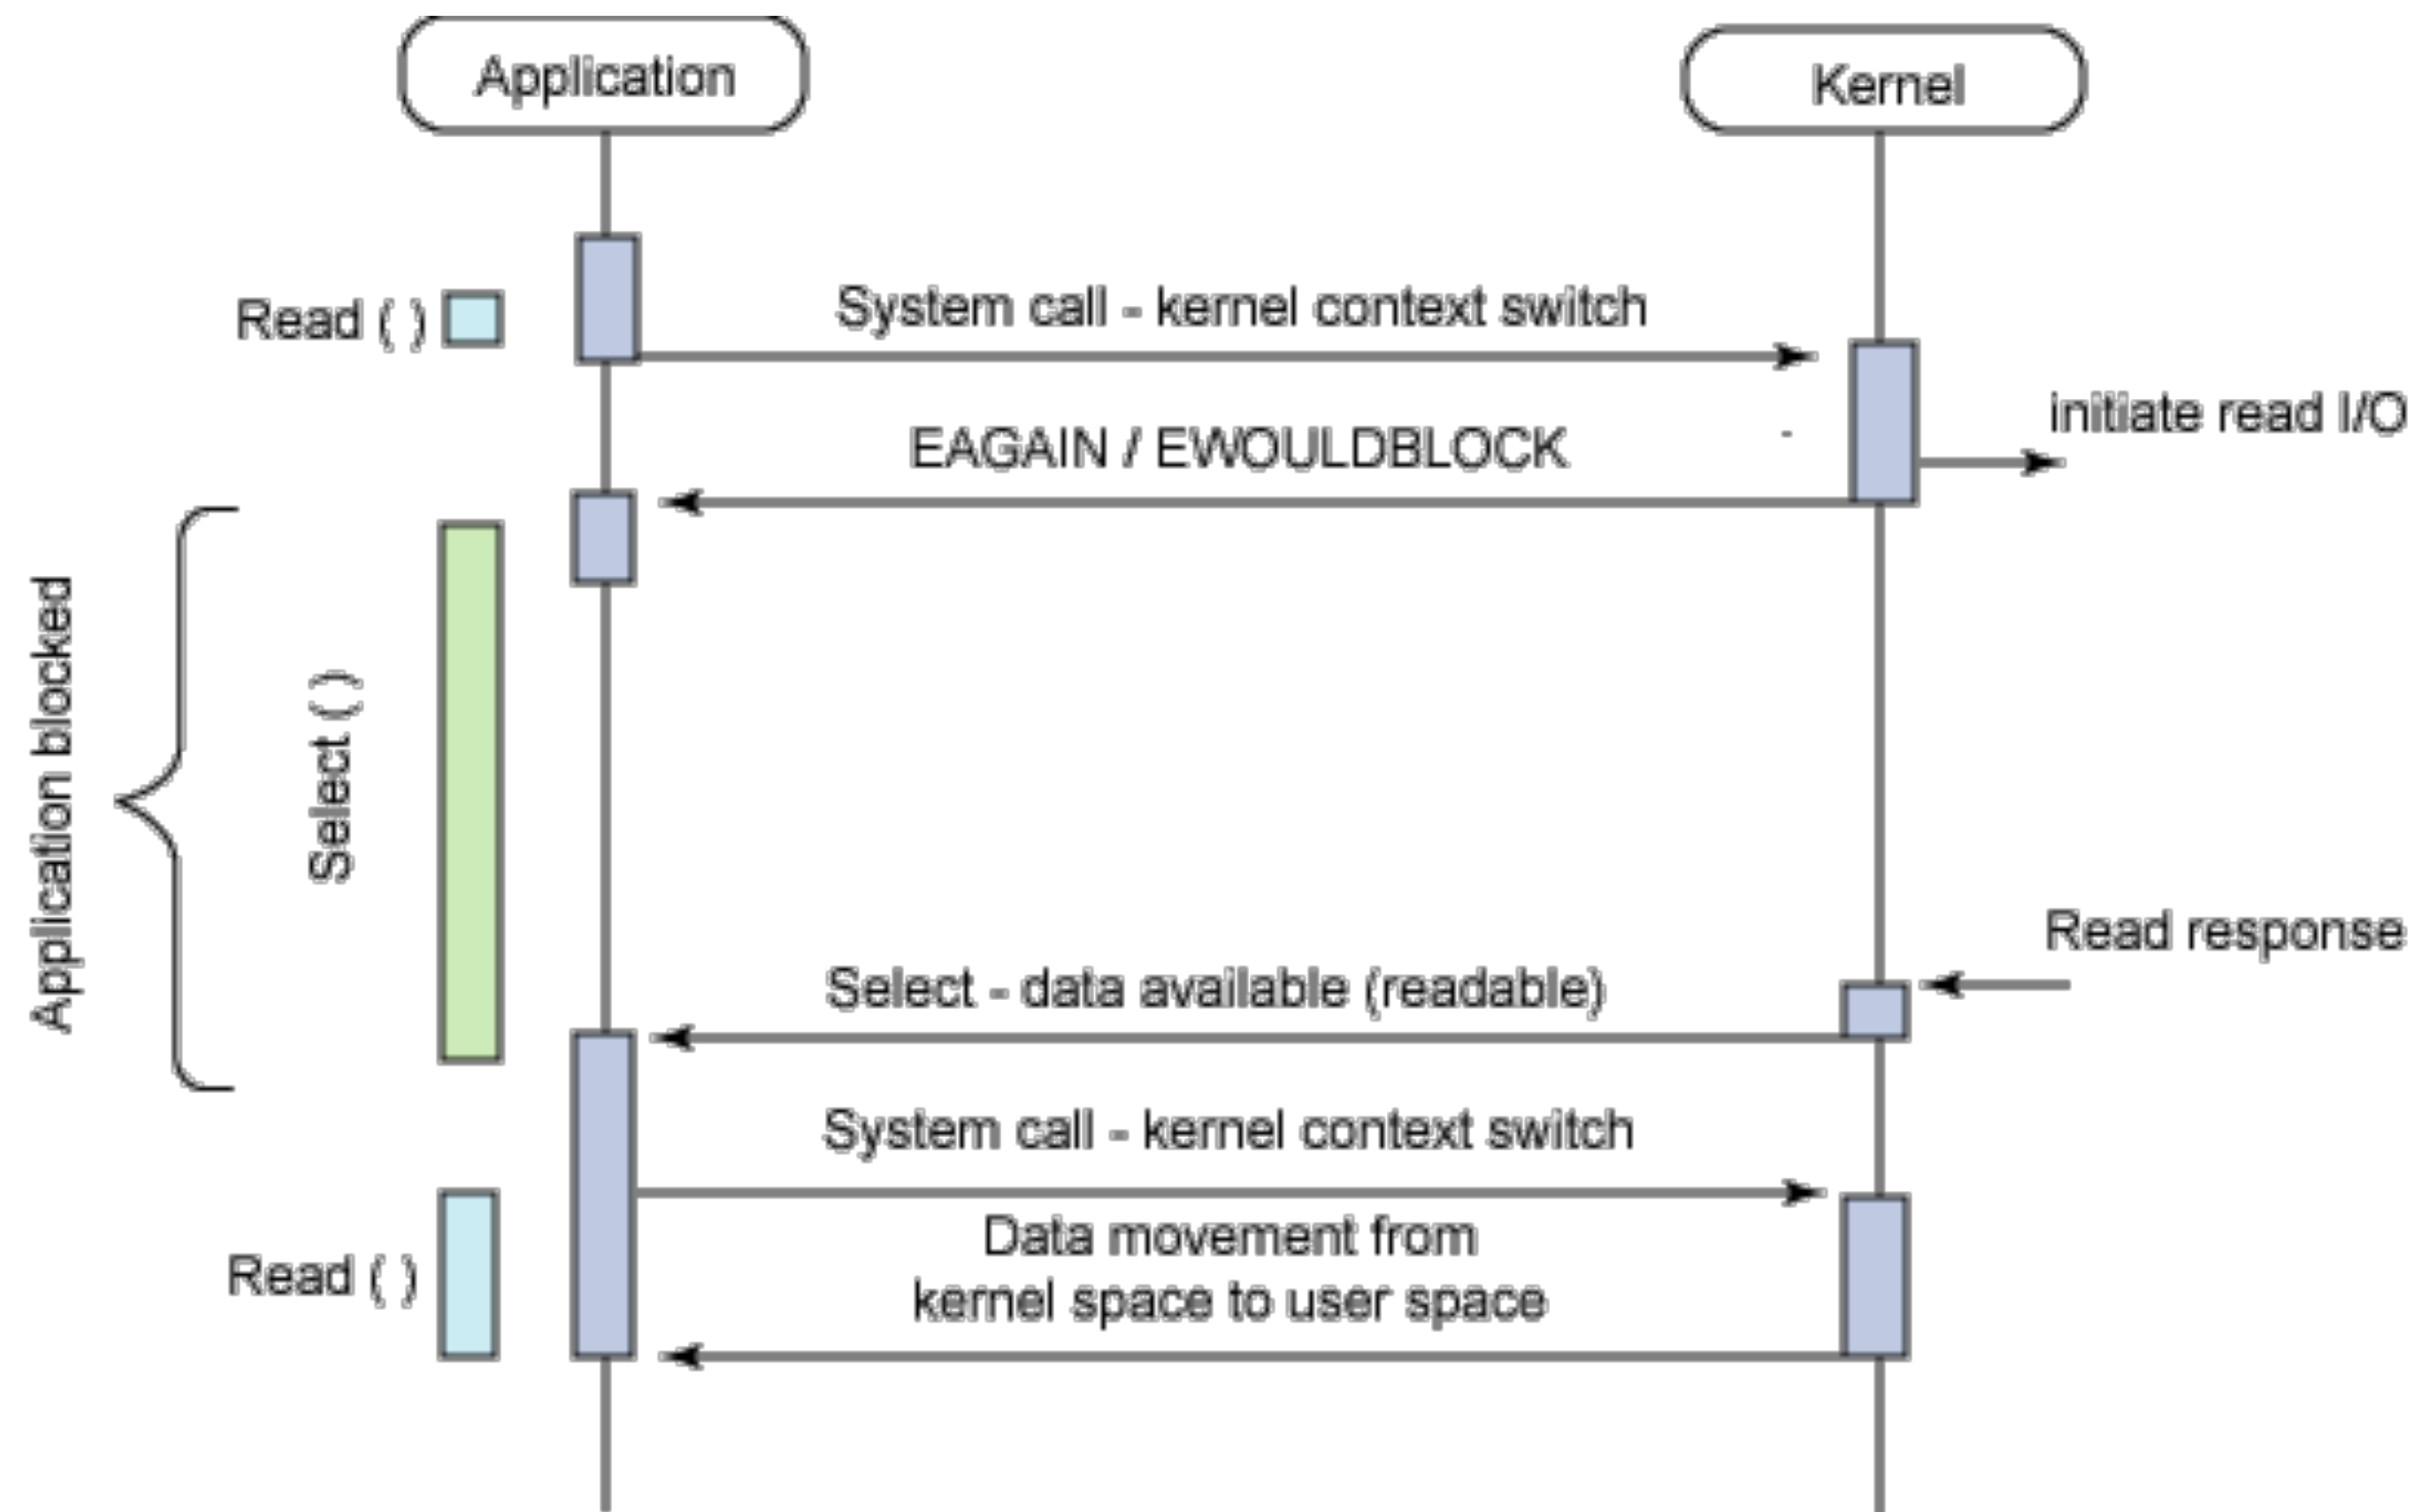 Application
Kernel
Read ( )
System call - kernel context switch
initiate read I/O
EAGAIN / EWOULDBLOCK
Application blocked
Select ( )
Read response
Select - data available (readable)
System call - kernel context switch
Read ( )
Data movement from
kernel space to user space